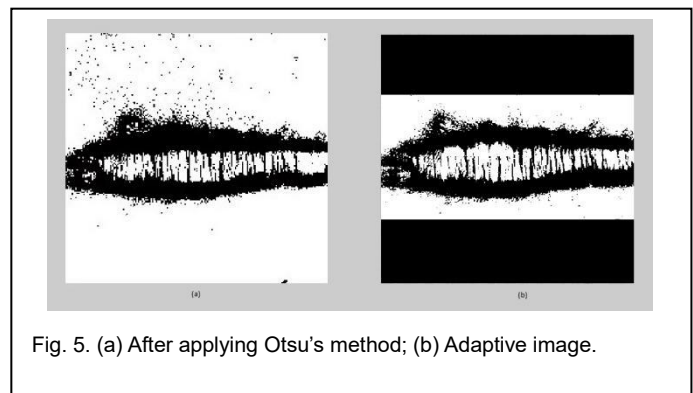 (a) (b)
Fig. 5. (a) After applying Otsu’s method; (b) Adaptive image.